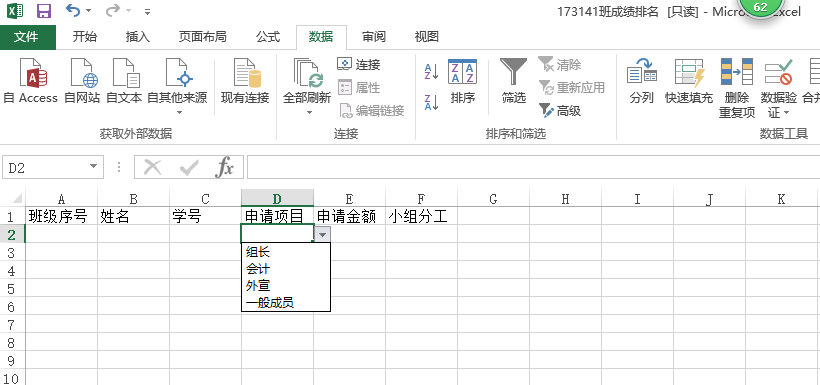 173141班成绩排名 [只读] - Micro
Excel
62
文件 开始 插入 页面布局 公式 数据 审阅 视图
自 Access 自网站 自文本 自其他来源 现有连接
获取外部数据
全部刷新 连接 属性 编辑链接
连接
A
Z
Z
A
Z A
A Z
排序 筛选 清除 重新应用 高级
排序和筛选
分列 快速填充 删除重复项 数据验证 合并
数据工具
D2 fx
A B C D E F G H I J K
1 班级序号 姓名 学号 申请项目 申请金额 小组分工
2
3 组长
4 会计
5 外宣
6 一般成员
7
8
9
10